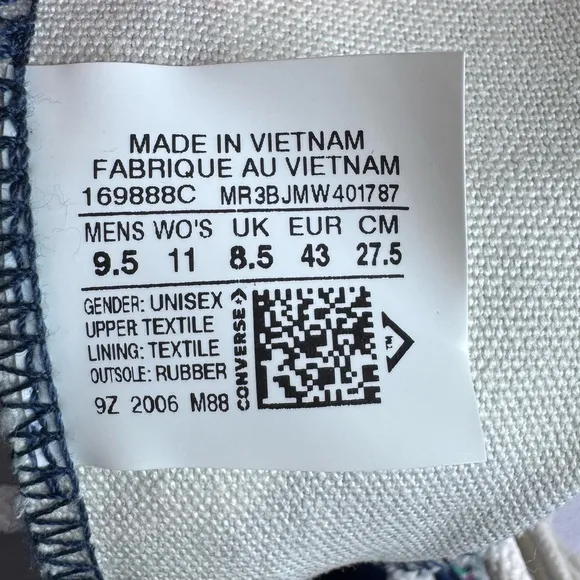 MADE IN VIETNAM
FABRIQUE AU VIETNAM
169888C MR3BJMW401787
MENS WO'S UK EUR CM
9.5 11 8.5 43 27.5
GENDER: UNISEX
UPPER TEXTILE
LINING: TEXTILE
OUTSOLE: RUBBER
9Z 2006 M88
CONVERSE
TM